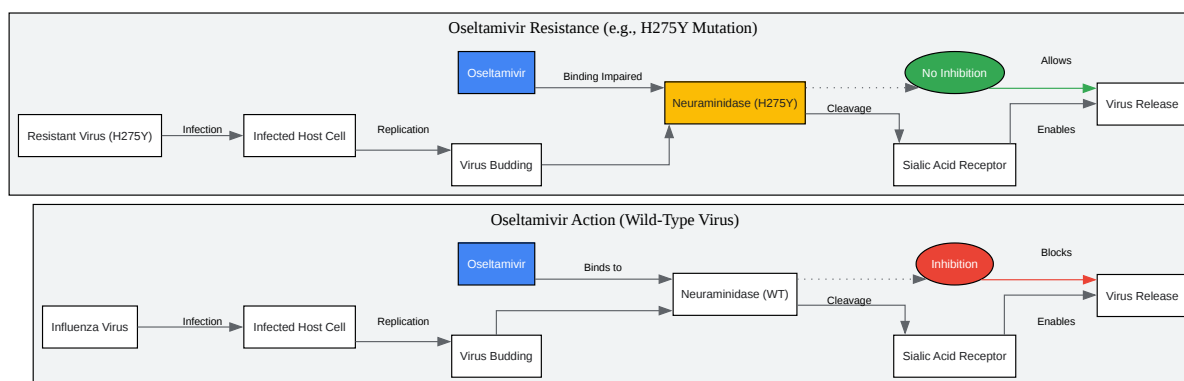 Oseltamivir Resistance (e.g., H275Y Mutation)
Oseltamivir
Binding Impaired
Neuraminidase (H275Y)
No Inhibition
Allows
Virus Release
Resistant Virus (H275Y)
Infection
Infected Host Cell
Replication
Virus Budding
Cleavage
Sialic Acid Receptor
Enables
Oseltamivir Action (Wild-Type Virus)
Oseltamivir
Binds to
Neuraminidase (WT)
Inhibition
Blocks
Virus Release
Influenza Virus
Infection
Infected Host Cell
Replication
Virus Budding
Cleavage
Sialic Acid Receptor
Enables